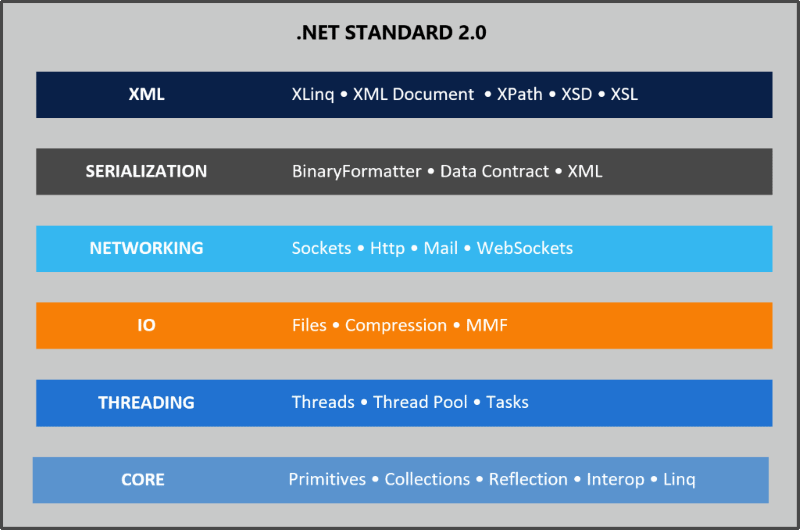 .NET STANDARD 2.0
XML XLinq • XML Document • XPath • XSD • XSL
SERIALIZATION BinaryFormatter • Data Contract • XML
NETWORKING Sockets • Http • Mail • WebSockets
IO Files • Compression • MMF
THREADING Threads • Thread Pool • Tasks
CORE Primitives • Collections • Reflection • Interop • Linq